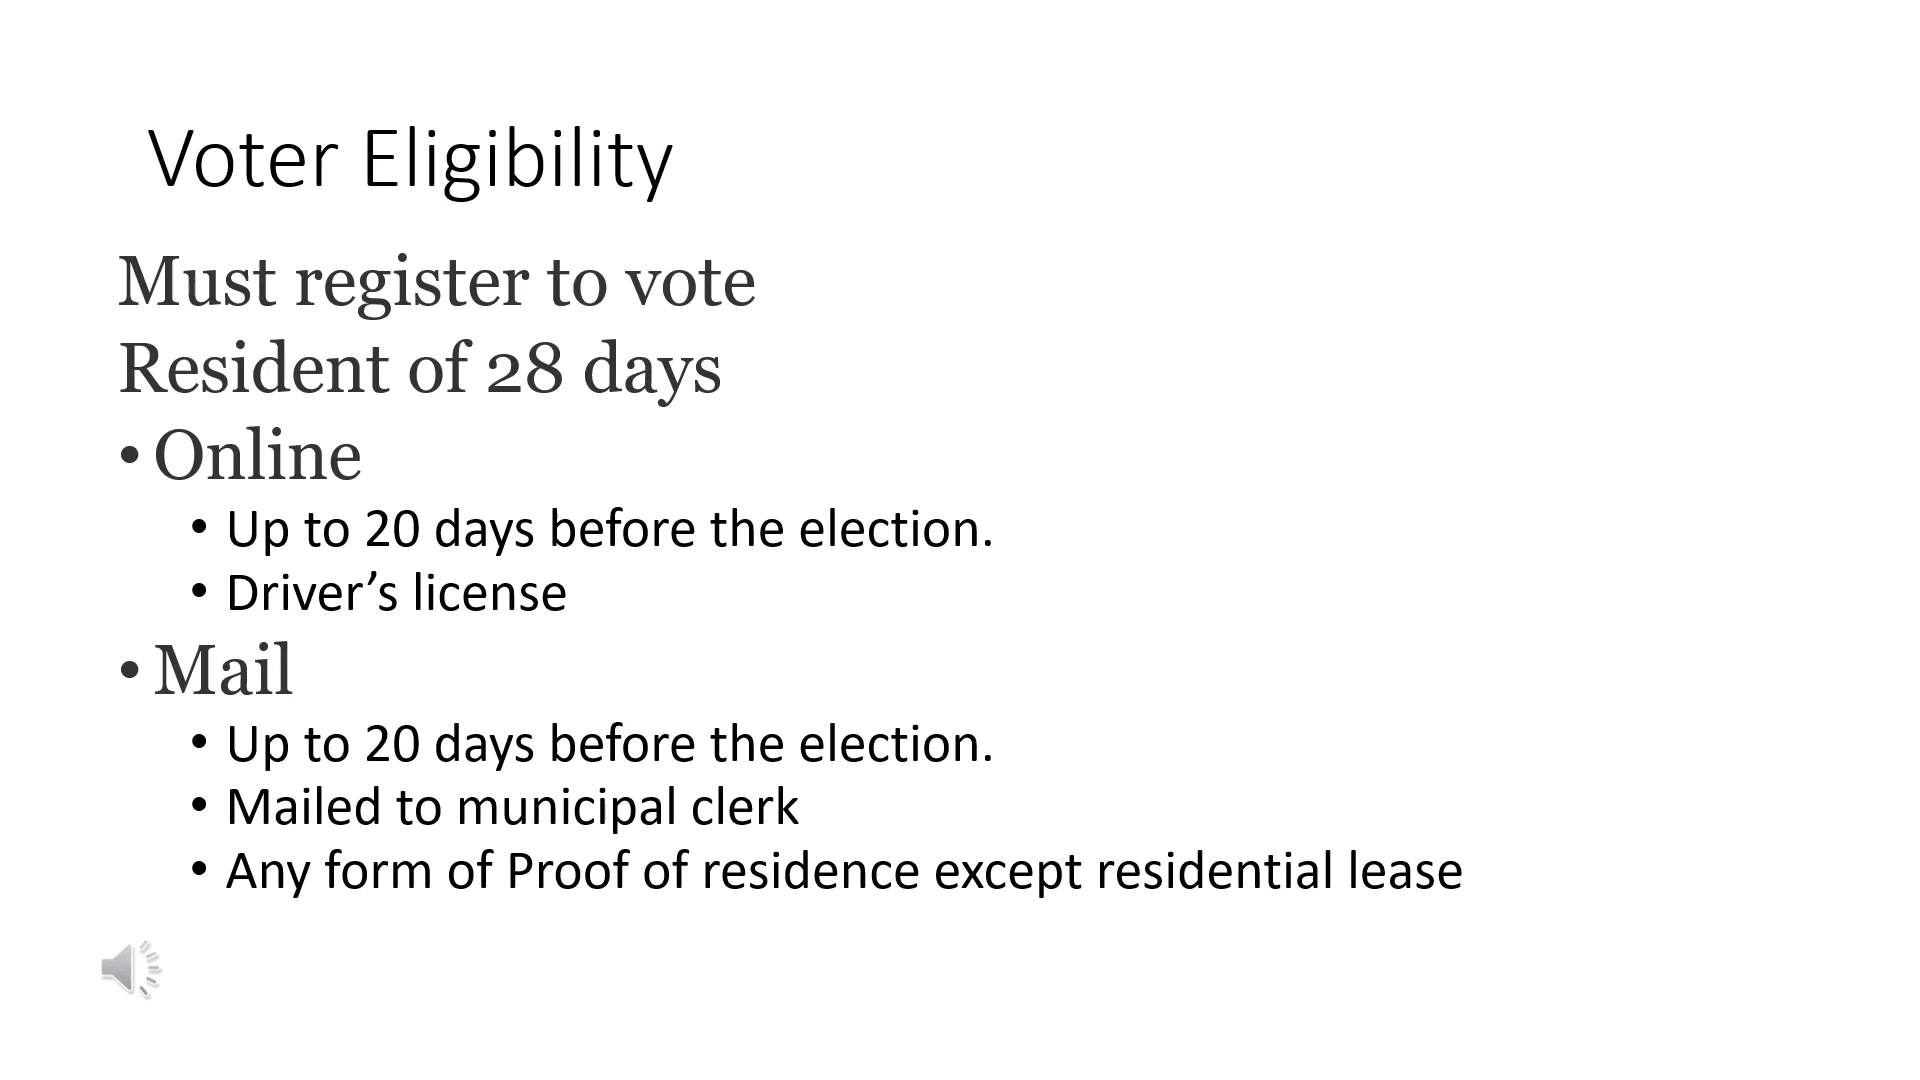 Voter Eligibility
Must register to vote
Resident of 28 days
• Online
• Up to 20 days before the election.
• Driver’s license
• Mail
• Up to 20 days before the election.
• Mailed to municipal clerk
• Any form of Proof of residence except residential lease